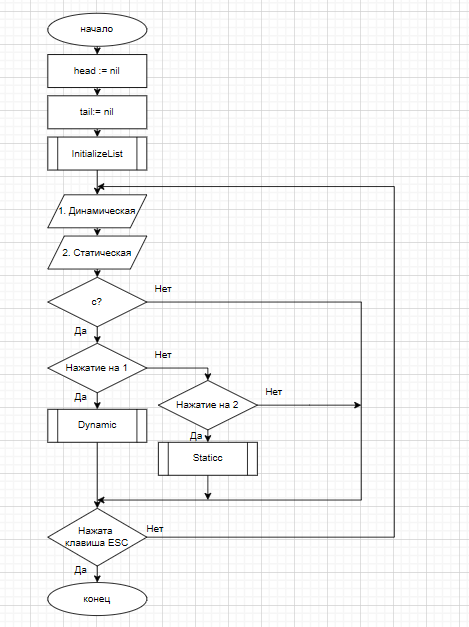 начало
head := nil
tail:= nil
InitializeList
1. Динамическая
2. Статическая
с?
Нет
Да
Нажатие на 1
Нет
Да
Нажатие на 2
Нет
Dynamic
Да
Staticc
Нажата
клавиша ESC
Нет
Да
конец